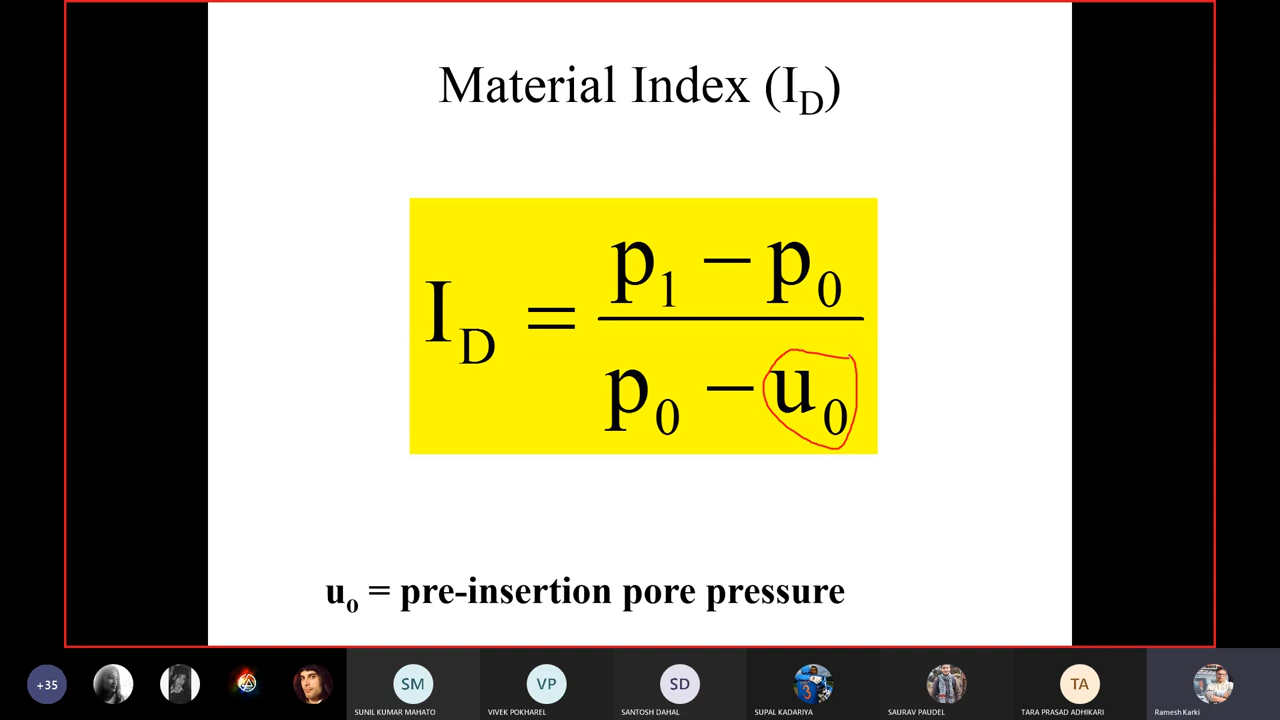 Material Index (I_D)
I_D = (p_1 − p_0) / (p_0 − u_0)
u_o = pre-insertion pore pressure
+35
SM
VP
SD
3
TA
SUNIL KUMAR MAHATO
VIVEK POKHAREL
SANTOSH DAHAL
SUPAL KADARIYA
SAURAV PAUDEL
TARA PRASAD ADHIKARI
Ramesh Karki